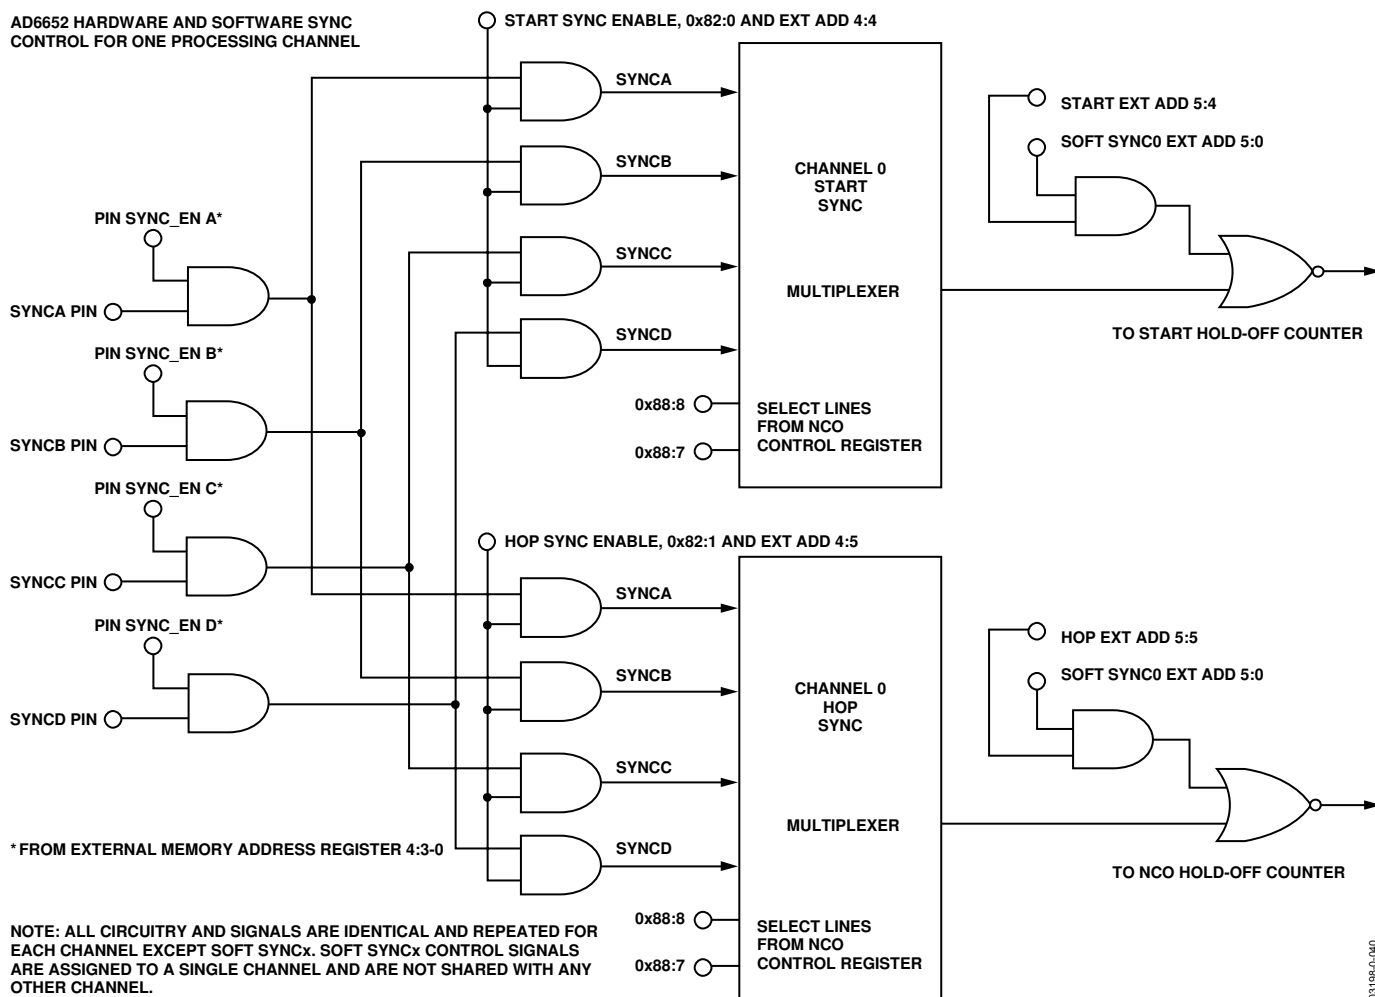 AD6652 HARDWARE AND SOFTWARE SYNC
CONTROL FOR ONE PROCESSING CHANNEL
START SYNC ENABLE, 0x82:0 AND EXT ADD 4:4
SYNCA
SYNCB
SYNCC
SYNCD
CHANNEL 0
START
SYNC
MULTIPLEXER
0x88:8
0x88:7
SELECT LINES
FROM NCO
CONTROL REGISTER
START EXT ADD 5:4
SOFT SYNC0 EXT ADD 5:0
TO START HOLD-OFF COUNTER
PIN SYNC_EN A*
SYNCA PIN
PIN SYNC_EN B*
SYNCB PIN
PIN SYNC_EN C*
SYNCC PIN
PIN SYNC_EN D*
SYNCD PIN
HOP SYNC ENABLE, 0x82:1 AND EXT ADD 4:5
SYNCA
SYNCB
SYNCC
SYNCD
CHANNEL 0
HOP
SYNC
MULTIPLEXER
0x88:8
0x88:7
SELECT LINES
FROM NCO
CONTROL REGISTER
HOP EXT ADD 5:5
SOFT SYNC0 EXT ADD 5:0
TO NCO HOLD-OFF COUNTER
* FROM EXTERNAL MEMORY ADDRESS REGISTER 4:3-0
NOTE: ALL CIRCUITRY AND SIGNALS ARE IDENTICAL AND REPEATED FOR
EACH CHANNEL EXCEPT SOFT SYNCx. SOFT SYNCx CONTROL SIGNALS
ARE ASSIGNED TO A SINGLE CHANNEL AND ARE NOT SHARED WITH ANY
OTHER CHANNEL.
03198-0-040